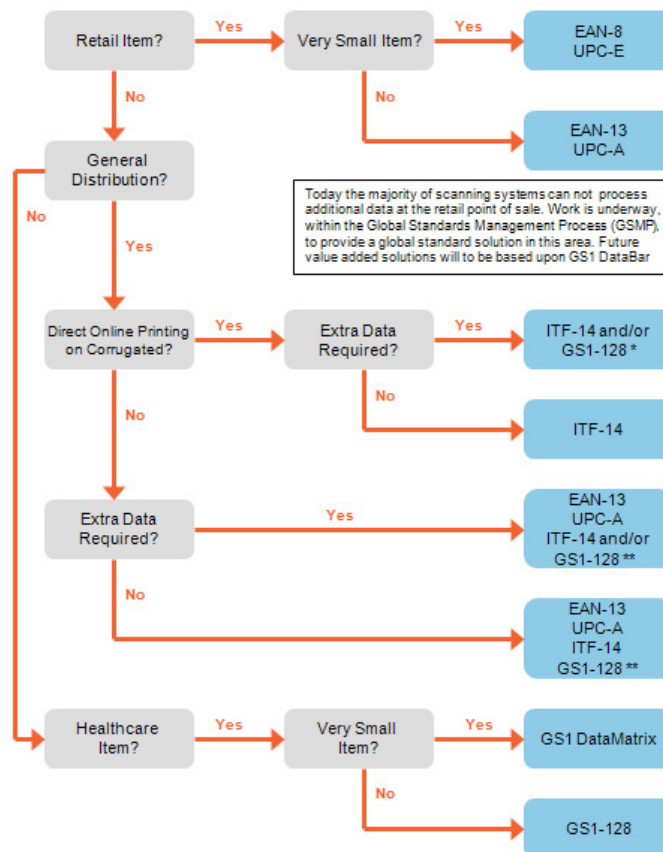 Retail Item?
Yes
Very Small Item?
Yes
EAN-8
UPC-E
No
No
EAN-13
UPC-A
General
Distribution?
No
Yes
Today the majority of scanning systems can not process
additional data at the retail point of sale. Work is underway,
within the Global Standards Management Process (GSMP),
to provide a global standard solution in this area. Future
value added solutions will to be based upon GS1 DataBar
Direct Online Printing
on Corrugated?
Yes
Extra Data
Required?
Yes
ITF-14 and/or
GS1-128 *
No
No
ITF-14
Extra Data
Required?
Yes
EAN-13
UPC-A
ITF-14 and/or
GS1-128 **
No
EAN-13
UPC-A
ITF-14
GS1-128 **
Healthcare
Item?
Yes
Very Small
Item?
Yes
GS1 DataMatrix
No
GS1-128